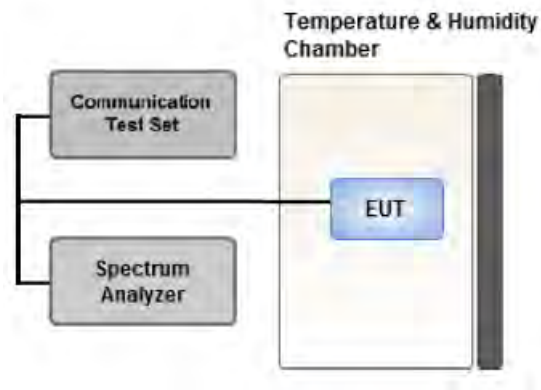 Temperature & Humidity
Chamber
Communication
Test Set
EUT
Spectrum
Analyzer